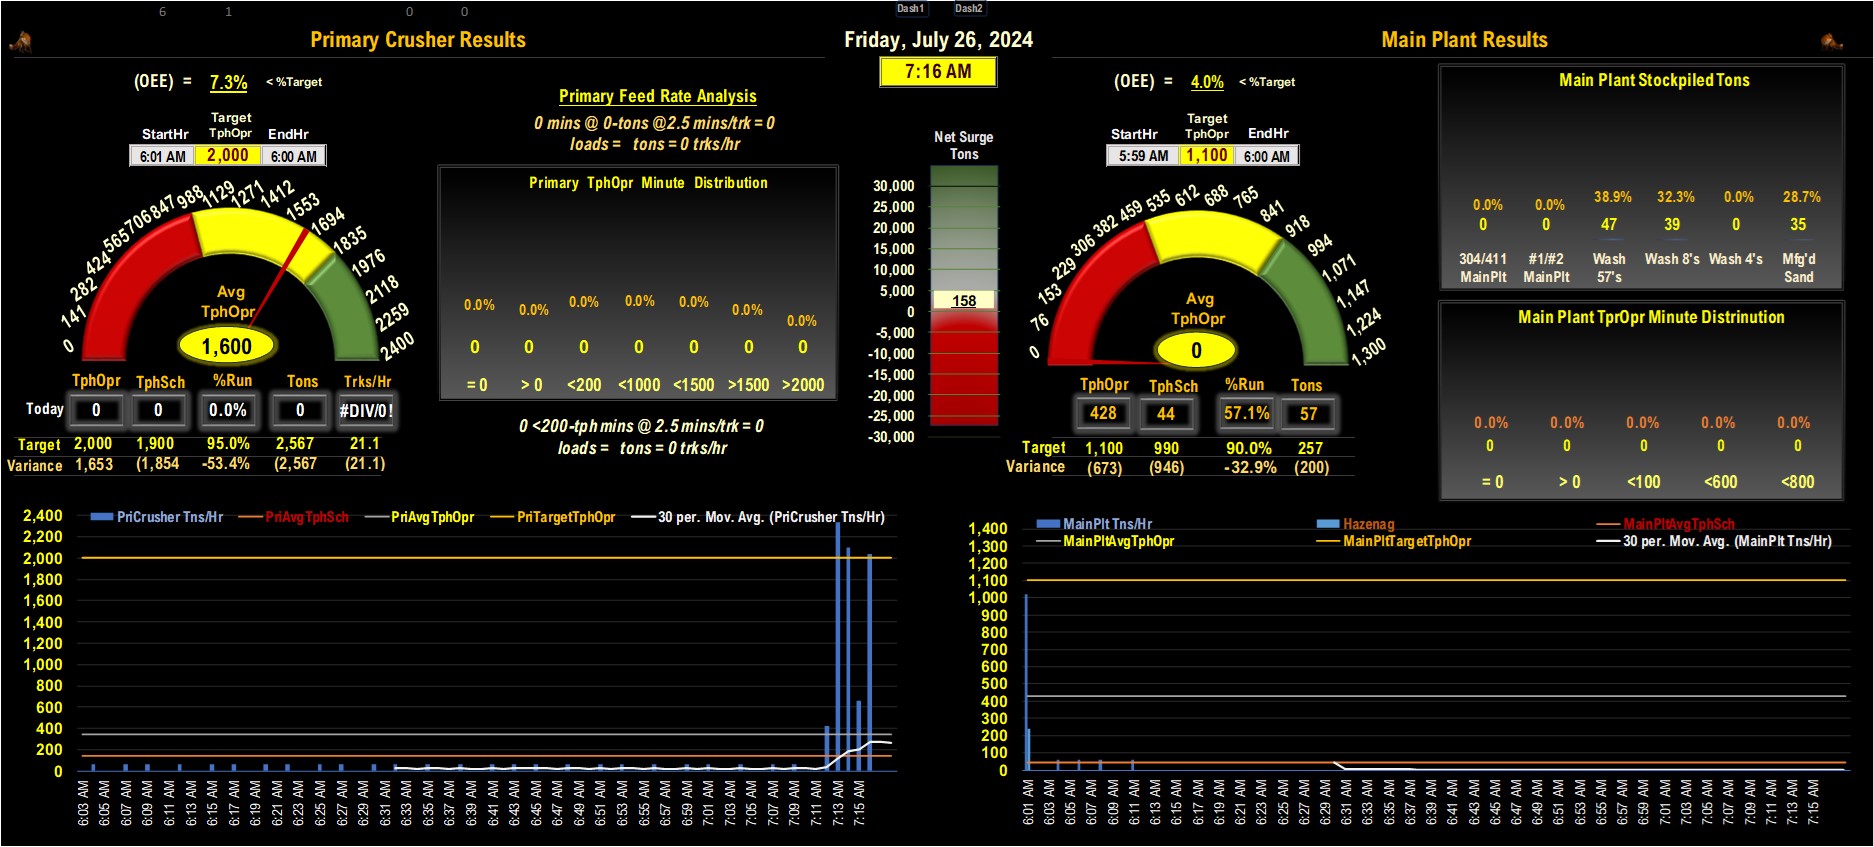 6 1 0 0 Dash1 Dash2
Primary Crusher Results
Friday, July 26, 2024
Main Plant Results
7:16 AM
(OEE) = 7.3% < %Target
Target
StartHr TphOpr EndHr
6:01 AM 2,000 6:00 AM
0 141 282 424 565 706 847 988 1129 1271 1412 1553 1694 1835 1976 2118 2259 2400
Avg
TphOpr
1,600
TphOpr TphSch %Run Tons Trks/Hr
Today 0 0 0.0% 0 #DIV/0!
Target 2,000 1,900 95.0% 2,567 21.1
Variance 1,653 (1,854 -53.4% (2,567 (21.1)
Primary Feed Rate Analysis
0 mins @ 0-tons @2.5 mins/trk = 0
loads = tons = 0 trks/hr
Primary TphOpr Minute Distribution
0.0% 0.0% 0.0% 0.0% 0.0% 0.0% 0.0%
0 0 0 0 0 0 0
= 0 > 0 <200 <1000 <1500 >1500 >2000
0 <200-tph mins @ 2.5 mins/trk = 0
loads = tons = 0 trks/hr
Net Surge
Tons
30,000
25,000
20,000
15,000
10,000
5,000
158
0
-5,000
-10,000
-15,000
-20,000
-25,000
-30,000
(OEE) = 4.0% < %Target
Target
StartHr TphOpr EndHr
5:59 AM 1,100 6:00 AM
0 76 153 229 306 382 459 535 612 688 765 841 918 994 1,071 1,147 1,224 1,300
Avg
TphOpr
0
TphOpr TphSch %Run Tons
428 44 57.1% 57
Target 1,100 990 90.0% 257
Variance (673) (946) -32.9% (200)
Main Plant Stockpiled Tons
0.0% 0.0% 38.9% 32.3% 0.0% 28.7%
0 0 47 39 0 35
304/411 #1/#2 Wash Wash 8's Wash 4's Mfg'd
MainPlt MainPlt 57's Sand
Main Plant TprOpr Minute Distrinution
0.0% 0.0% 0.0% 0.0% 0.0%
0 0 0 0 0
= 0 > 0 <100 <600 <800
PriCrusher Tns/Hr PriAvgTphSch PriAvgTphOpr PriTargetTphOpr 30 per. Mov. Avg. (PriCrusher Tns/Hr)
2,400
2,200
2,000
1,800
1,600
1,400
1,200
1,000
800
600
400
200
0
6:03 AM 6:05 AM 6:07 AM 6:09 AM 6:11 AM 6:13 AM 6:15 AM 6:17 AM 6:19 AM 6:21 AM 6:23 AM 6:25 AM 6:27 AM 6:29 AM 6:31 AM 6:33 AM 6:35 AM 6:37 AM 6:39 AM 6:41 AM 6:43 AM 6:45 AM 6:47 AM 6:49 AM 6:51 AM 6:53 AM 6:55 AM 6:57 AM 6:59 AM 7:01 AM 7:03 AM 7:05 AM 7:07 AM 7:09 AM 7:11 AM 7:13 AM 7:15 AM
MainPlt Tns/Hr Hazenag MainPltAvgTphSch
MainPltAvgTphOpr MainPltTargetTphOpr 30 per. Mov. Avg. (MainPlt Tns/Hr)
1,400
1,300
1,200
1,100
1,000
900
800
700
600
500
400
300
200
100
0
6:01 AM 6:03 AM 6:05 AM 6:07 AM 6:09 AM 6:11 AM 6:13 AM 6:15 AM 6:17 AM 6:19 AM 6:21 AM 6:23 AM 6:25 AM 6:27 AM 6:29 AM 6:31 AM 6:33 AM 6:35 AM 6:37 AM 6:39 AM 6:41 AM 6:43 AM 6:45 AM 6:47 AM 6:49 AM 6:51 AM 6:53 AM 6:55 AM 6:57 AM 6:59 AM 7:01 AM 7:03 AM 7:05 AM 7:07 AM 7:09 AM 7:11 AM 7:13 AM 7:15 AM